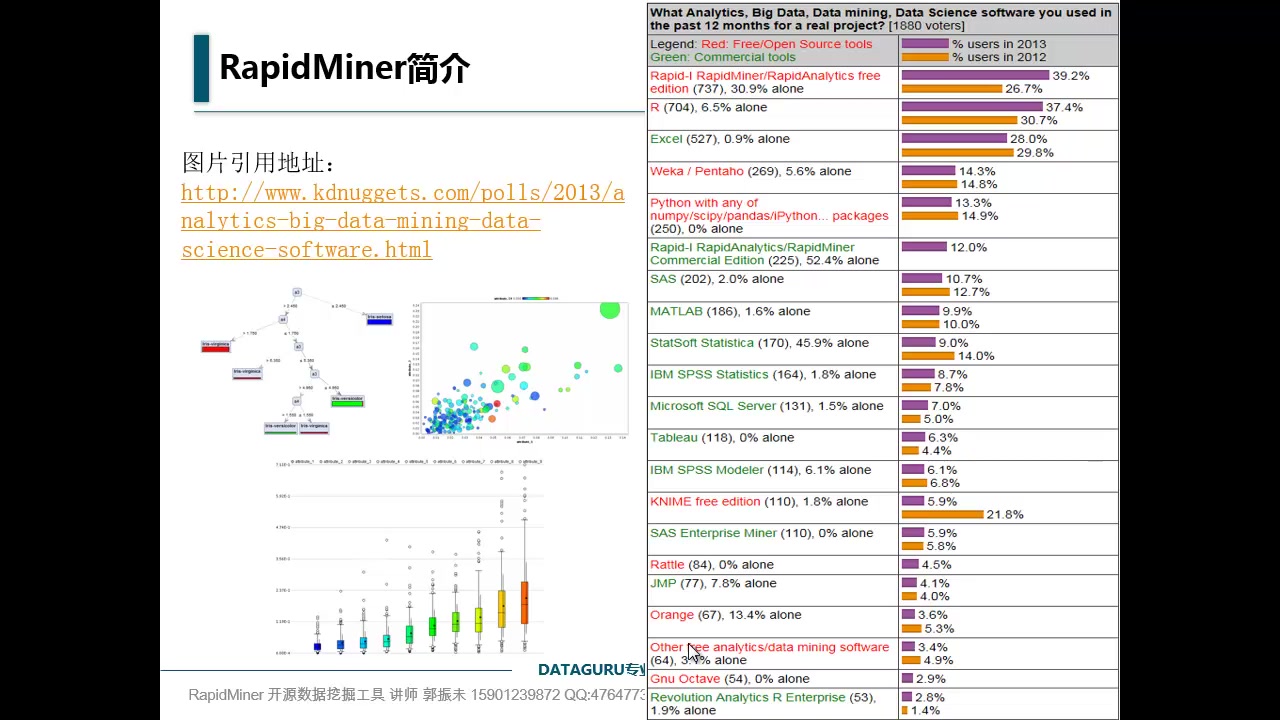 RapidMiner简介
图片引用地址：
http://www.kdnuggets.com/polls/2013/a
nalytics-big-data-mining-data-
science-software.html
DATAGURU专业
RapidMiner 开源数据挖掘工具 讲师 郭振未 15901239872 QQ:4764773
What Analytics, Big Data, Data mining, Data Science software you used in
the past 12 months for a real project? [1880 voters]
Legend: Red: Free/Open Source tools
Green: Commercial tools
% users in 2013
% users in 2012
Rapid-I RapidMiner/RapidAnalytics free
edition (737), 30.9% alone
39.2%
26.7%
R (704), 6.5% alone
37.4%
30.7%
Excel (527), 0.9% alone
28.0%
29.8%
Weka / Pentaho (269), 5.6% alone
14.3%
14.8%
Python with any of
numpy/scipy/pandas/iPython... packages
(250), 0% alone
13.3%
14.9%
Rapid-I RapidAnalytics/RapidMiner
Commercial Edition (225), 52.4% alone
12.0%
SAS (202), 2.0% alone
10.7%
12.7%
MATLAB (186), 1.6% alone
9.9%
10.0%
StatSoft Statistica (170), 45.9% alone
9.0%
14.0%
IBM SPSS Statistics (164), 1.8% alone
8.7%
7.8%
Microsoft SQL Server (131), 1.5% alone
7.0%
5.0%
Tableau (118), 0% alone
6.3%
4.4%
IBM SPSS Modeler (114), 6.1% alone
6.1%
6.8%
KNIME free edition (110), 1.8% alone
5.9%
21.8%
SAS Enterprise Miner (110), 0% alone
5.9%
5.8%
Rattle (84), 0% alone
4.5%
JMP (77), 7.8% alone
4.1%
4.0%
Orange (67), 13.4% alone
3.6%
5.3%
Other free analytics/data mining software
(64), alone
3.4%
4.9%
Gnu Octave (54), 0% alone
2.9%
Revolution Analytics R Enterprise (53),
1.9% alone
2.8%
1.4%